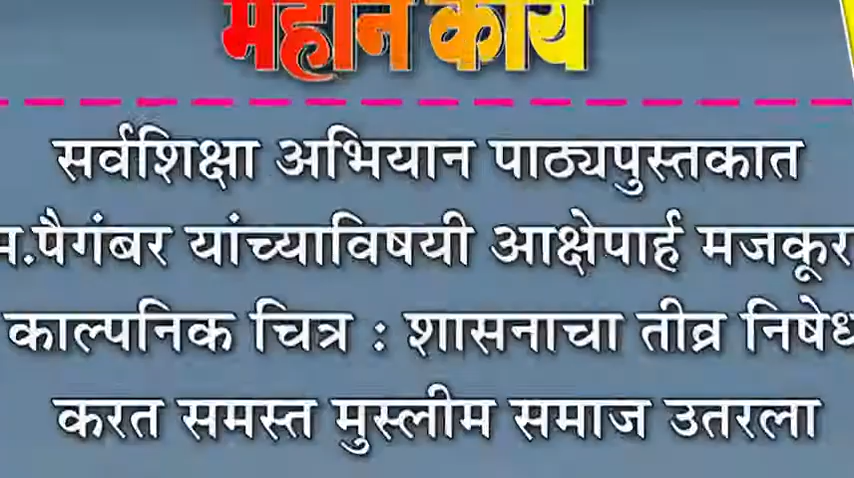 महान कार्य
सर्वशिक्षा अभियान पाठ्यपुस्तकात
म.पैगंबर यांच्याविषयी आक्षेपार्ह मजकूर
काल्पनिक चित्र : शासनाचा तीव्र निषेध
करत समस्त मुस्लीम समाज उतरला